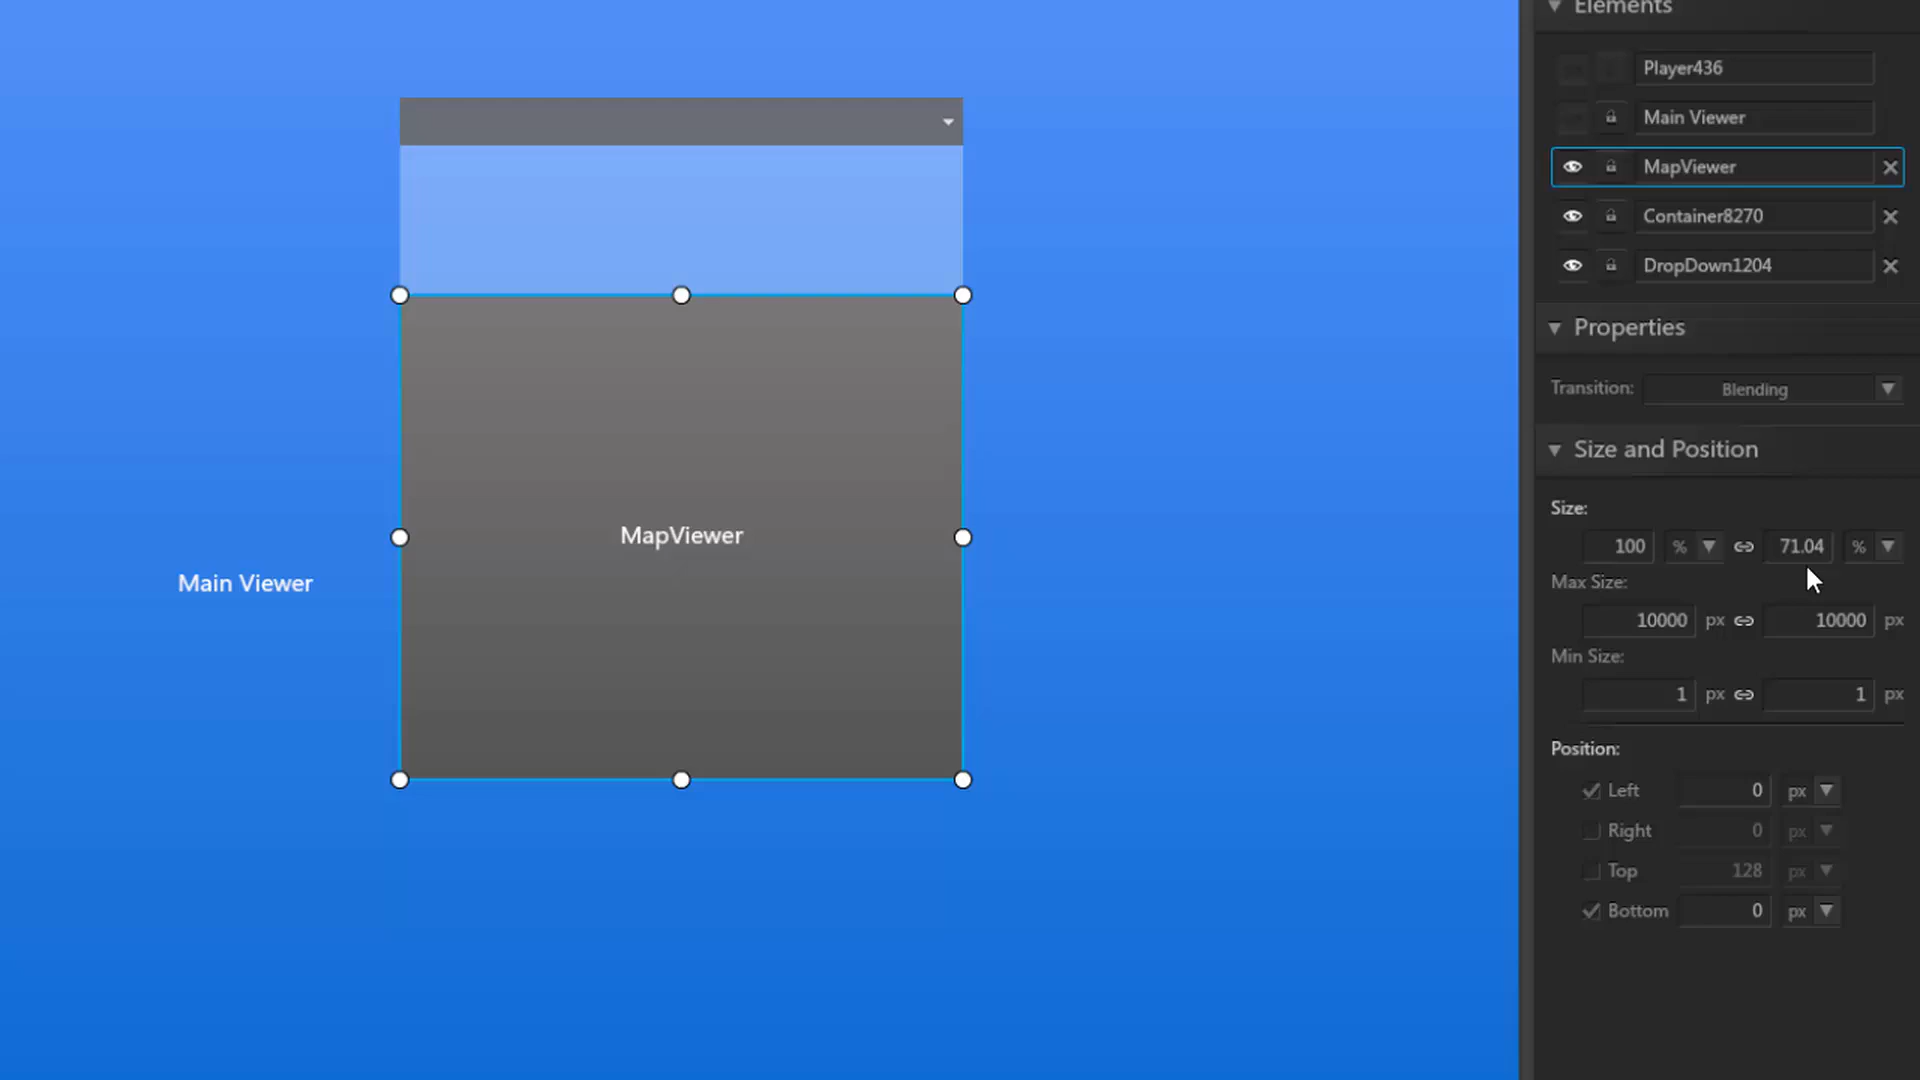 Elements
Player436
Main Viewer
MapViewer
Container8270
DropDown1204
Properties
Transition: Blending
Size and Position
Size:
100 % 71.04 %
Max Size:
10000 px 10000 px
Min Size:
1 px 1 px
Position:
Left 0 px
Right 0 px
Top 128 px
Bottom 0 px
MapViewer
Main Viewer